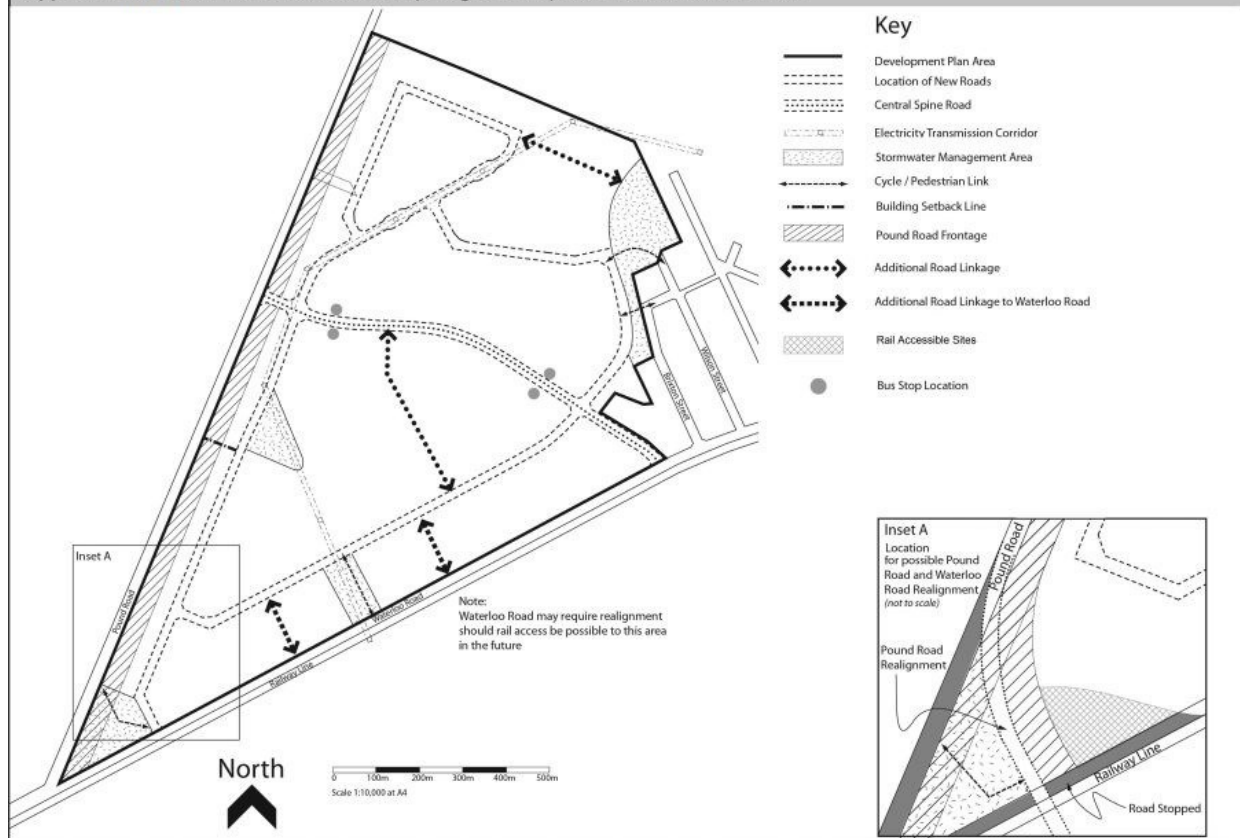 Key
Development Plan Area
Location of New Roads
Central Spine Road
Electricity Transmission Corridor
Stormwater Management Area
Cycle / Pedestrian Link
Building Setback Line
Pound Road Frontage
Additional Road Linkage
Additional Road Linkage to Waterloo Road
Rail Accessible Sites
Bus Stop Location
Wilson Street
Brixton Street
Inset A
Pound Road
Waterloo Road
Railway Line
Note:
Waterloo Road may require realignment
should rail access be possible to this area
in the future
North
0 100m 200m 300m 400m 500m
Scale 1:10,000 at A4
Inset A
Location
for possible Pound
Road and Waterloo
Road Realignment
(not to scale)
Pound Road
Pound Road
Realignment
Railway Line
Road Stopped